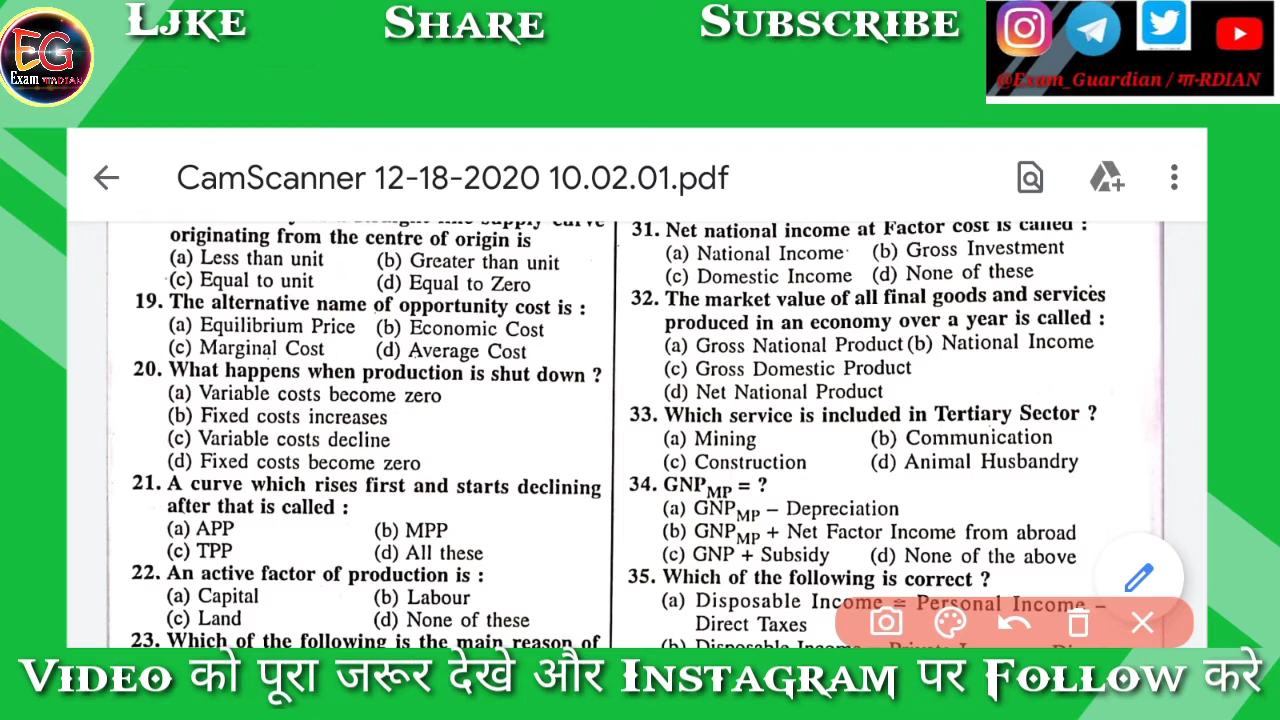 LJKE
SHARE
SUBSCRIBE
EG
Exam गार्DIAN
@Exam_Guardian / गा-RDIAN
CamScanner 12-18-2020 10.02.01.pdf
supply curve
originating from the centre of origin is
(a) Less than unit (b) Greater than unit
(c) Equal to unit (d) Equal to Zero
19. The alternative name of opportunity cost is :
(a) Equilibrium Price (b) Economic Cost
(c) Marginal Cost (d) Average Cost
20. What happens when production is shut down ?
(a) Variable costs become zero
(b) Fixed costs increases
(c) Variable costs decline
(d) Fixed costs become zero
21. A curve which rises first and starts declining
after that is called :
(a) APP (b) MPP
(c) TPP (d) All these
22. An active factor of production is :
(a) Capital (b) Labour
(c) Land (d) None of these
23. Which of the following is the main reason of
31. Net national income at Factor cost is called :
(a) National Income (b) Gross Investment
(c) Domestic Income (d) None of these
32. The market value of all final goods and services
produced in an economy over a year is called :
(a) Gross National Product (b) National Income
(c) Gross Domestic Product
(d) Net National Product
33. Which service is included in Tertiary Sector ?
(a) Mining (b) Communication
(c) Construction (d) Animal Husbandry
34. GNP_MP = ?
(a) GNP_MP – Depreciation
(b) GNP_MP + Net Factor Income from abroad
(c) GNP + Subsidy (d) None of the above
35. Which of the following is correct ?
(a) Disposable Income = Personal Income –
Direct Taxes
(b) Disposable Income
VIDEO को पूरा जरूर देखे और INSTAGRAM पर FOLLOW करे